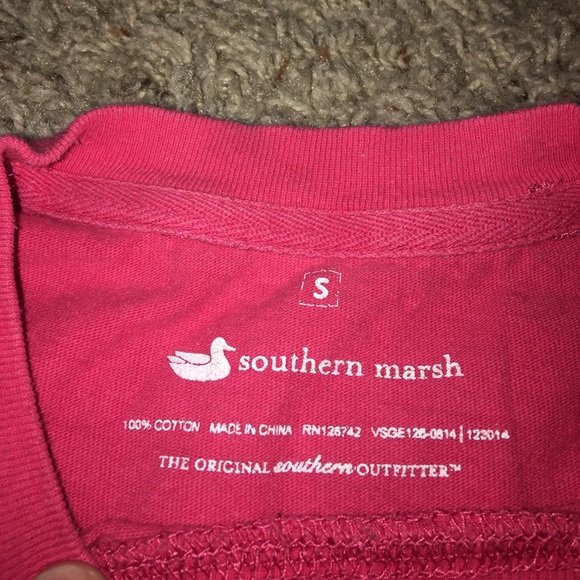 S
southern marsh
100% COTTON MADE IN CHINA RN126742 VSGE126-0814 | 123014
THE ORIGINAL southern OUTFITTER™